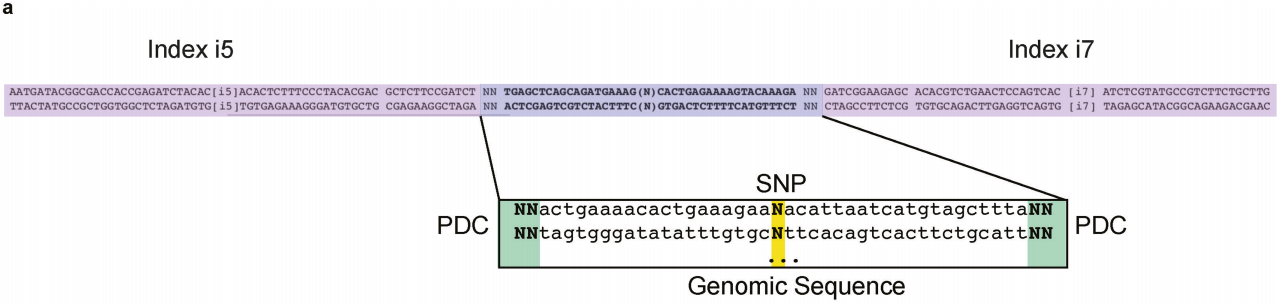 a
Index i5
Index i7
AATGATACGGCGACCACCGAGATCTACAC[i5]ACACTCTTTCCCTACACGAC GCTCTTCCGATCT NN TGAGCTCAGCAGATGAAAG(N)CACTGAGAAAAGTACAAAGA NN GATCGGAAGAGC ACACGTCTGAACTCCAGTCAC [i7] ATCTCGTATGCCGTCTTCTGCTTG
TTACTATGCCGCTGGTGGCTCTAGATGTG[i5]TGTGAGAAAGGGATGTGCTG CGAGAAGGCTAGA NN ACTCGAGTCGTCTACTTTC(N)GTGACTCTTTTCATGTTTCT NN CTAGCCTTCTCG TGTGCAGACTTGAGGTCAGTG [i7] TAGAGCATACGGCAGAAGACGAAC
SNP
PDC
NNactgaaaacactgaaagaaNacattaatcatgtagctttaNN
NNtagtgggatatatttgtgcNttcacagtcacttctgcattNN
...
PDC
Genomic Sequence